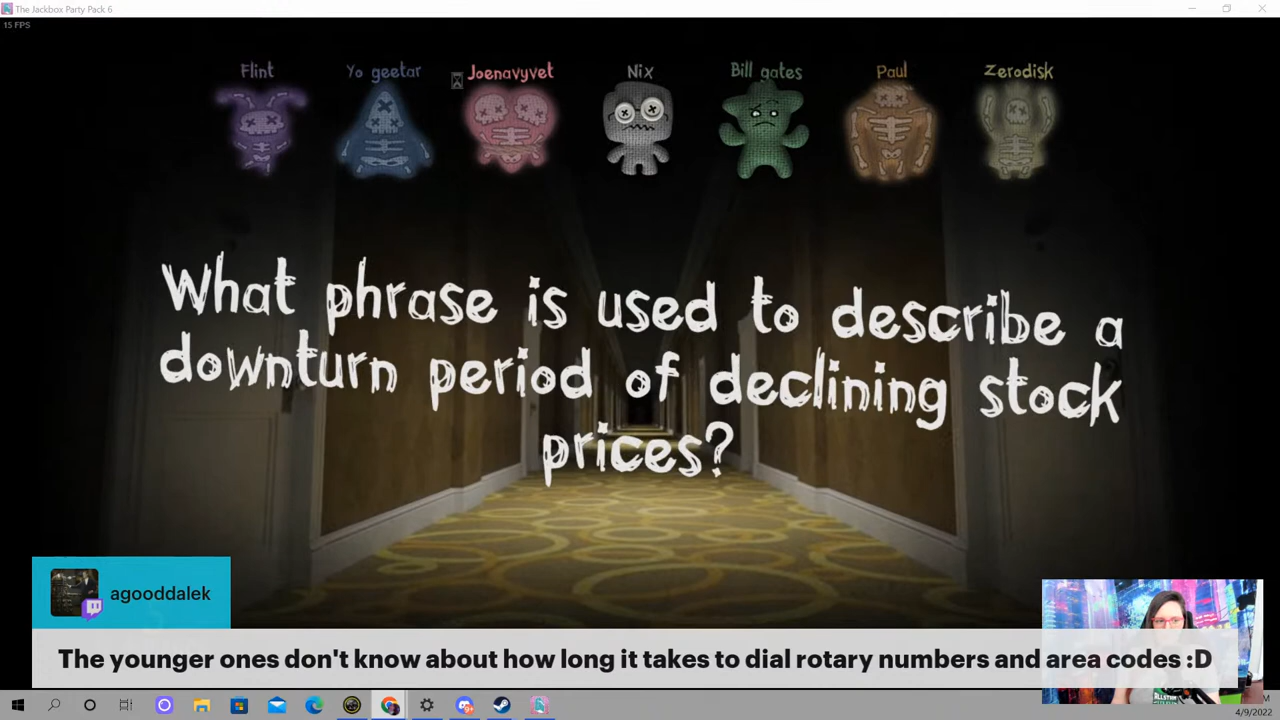 The Jackbox Party Pack 6
15 FPS
Flint
Yo geetar
Joenavyvet
Nix
Bill gates
Paul
Zerodisk
What phrase is used to describe a
downturn period of declining stock
prices?
agooddalek
The younger ones don't know about how long it takes to dial rotary numbers and area codes :D
4/9/2022